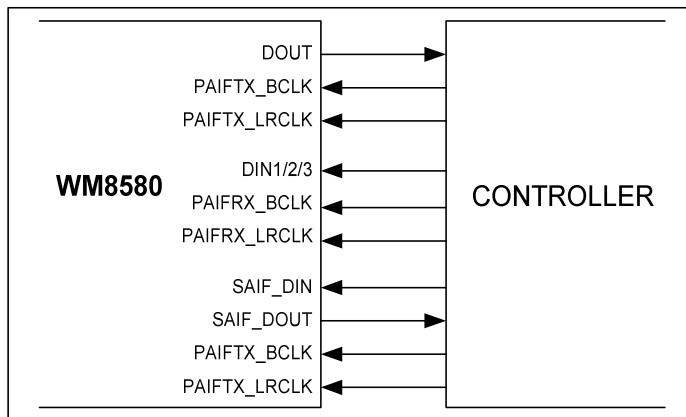 DOUT
PAIFTX_BCLK
PAIFTX_LRCLK
DIN1/2/3
WM8580
CONTROLLER
PAIFRX_BCLK
PAIFRX_LRCLK
SAIF_DIN
SAIF_DOUT
PAIFTX_BCLK
PAIFTX_LRCLK